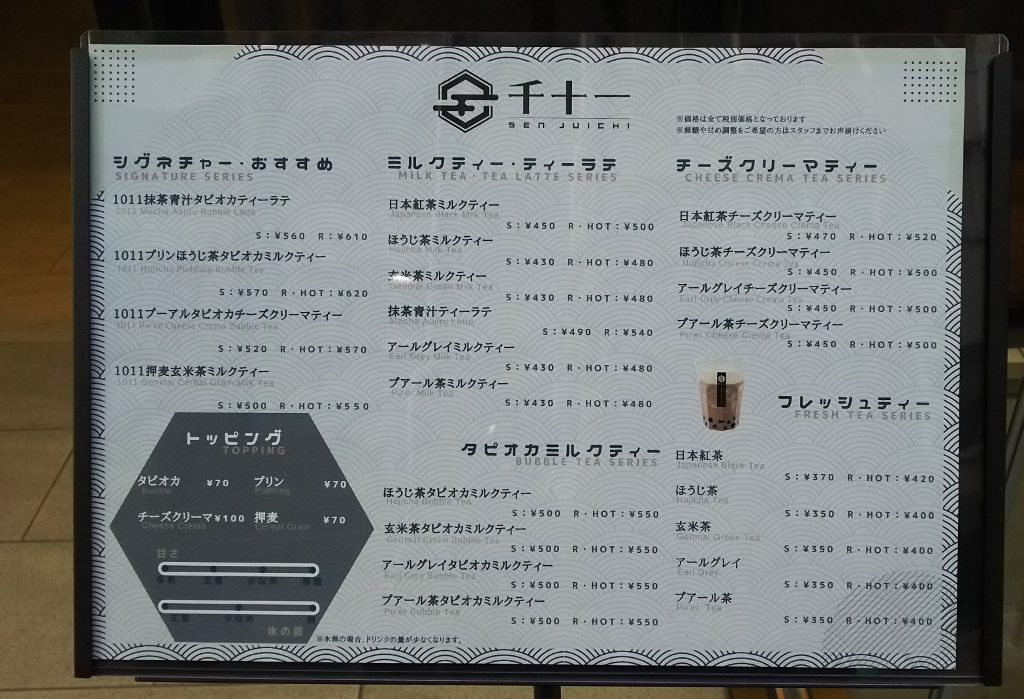 千十一
SEN JUICHI
※価格は全て税別価格となっております
※無糖や甘め調整をご希望の方はスタッフまでお声掛けください
シグネチャー・おすすめ
SIGNATURE SERIES
1011抹茶青汁タピオカティーラテ
1011 Macha Aojiru Bubble Latte
S:¥560 R:¥610
1011プリンほうじ茶タピオカミルクティー
1011 Hojicha Pudding Bubble Tea
S:¥570 R・HOT:¥620
1011プーアルタピオカチーズクリーマティー
1011 Pu'er Cheese Crema Bubble Tea
S:¥520 R・HOT:¥570
1011押麦玄米茶ミルクティー
1011 Genmai Cereal Grain Milk Tea
S:¥500 R・HOT:¥550
トッピング
TOPPING
タピオカ ¥70 プリン ¥70
Bubble Pudding
チーズクリーマ ¥100 押麦 ¥70
Cheese Crema Cereal Grain
甘さ
多め 正常 少なめ 無糖
正常 少なめ 無
氷の量
※氷無の場合、ドリンクの量が少なくなります。
ミルクティー・ティーラテ
MILK TEA・TEA LATTE SERIES
日本紅茶ミルクティー
Japanese Black Milk Tea
S:¥450 R・HOT:¥500
ほうじ茶ミルクティー
Hojicha Milk Tea
S:¥430 R・HOT:¥480
玄米茶ミルクティー
Genmai Green Milk Tea
S:¥430 R・HOT:¥480
抹茶青汁ティーラテ
Macha Aojiru Latte
S:¥490 R:¥540
アールグレイミルクティー
Earl Grey Milk Tea
S:¥430 R・HOT:¥480
プアール茶ミルクティー
Pu'er Milk Tea
S:¥430 R・HOT:¥480
タピオカミルクティー
BUBBLE TEA SERIES
ほうじ茶タピオカミルクティー
Hojicha Bubble Tea
S:¥500 R・HOT:¥550
玄米茶タピオカミルクティー
Genmai Green Bubble Tea
S:¥500 R・HOT:¥550
アールグレイタピオカミルクティー
Earl Grey Bubble Tea
S:¥500 R・HOT:¥550
プアール茶タピオカミルクティー
Pu'er Bubble Tea
S:¥500 R・HOT:¥550
チーズクリーマティー
CHEESE CREMA TEA SERIES
日本紅茶チーズクリーマティー
Japanese Black Cheese Crema Tea
S:¥470 R・HOT:¥520
ほうじ茶チーズクリーマティー
Hojicha Cheese Crema Tea
S:¥450 R・HOT:¥500
アールグレイチーズクリーマティー
Earl Grey Cheese Crema Tea
S:¥450 R・HOT:¥500
プアール茶チーズクリーマティー
Pu'er Cheese Crema Tea
S:¥450 R・HOT:¥500
フレッシュティー
FRESH TEA SERIES
日本紅茶
Japanese Black Tea
S:¥370 R・HOT:¥420
ほうじ茶
Hojicha Tea
S:¥350 R・HOT:¥400
玄米茶
Genmai Green Tea
S:¥350 R・HOT:¥400
アールグレイ
Earl Grey
S:¥350 R・HOT:¥400
プアール茶
Pu'er Tea
S:¥350 R・HOT:¥400